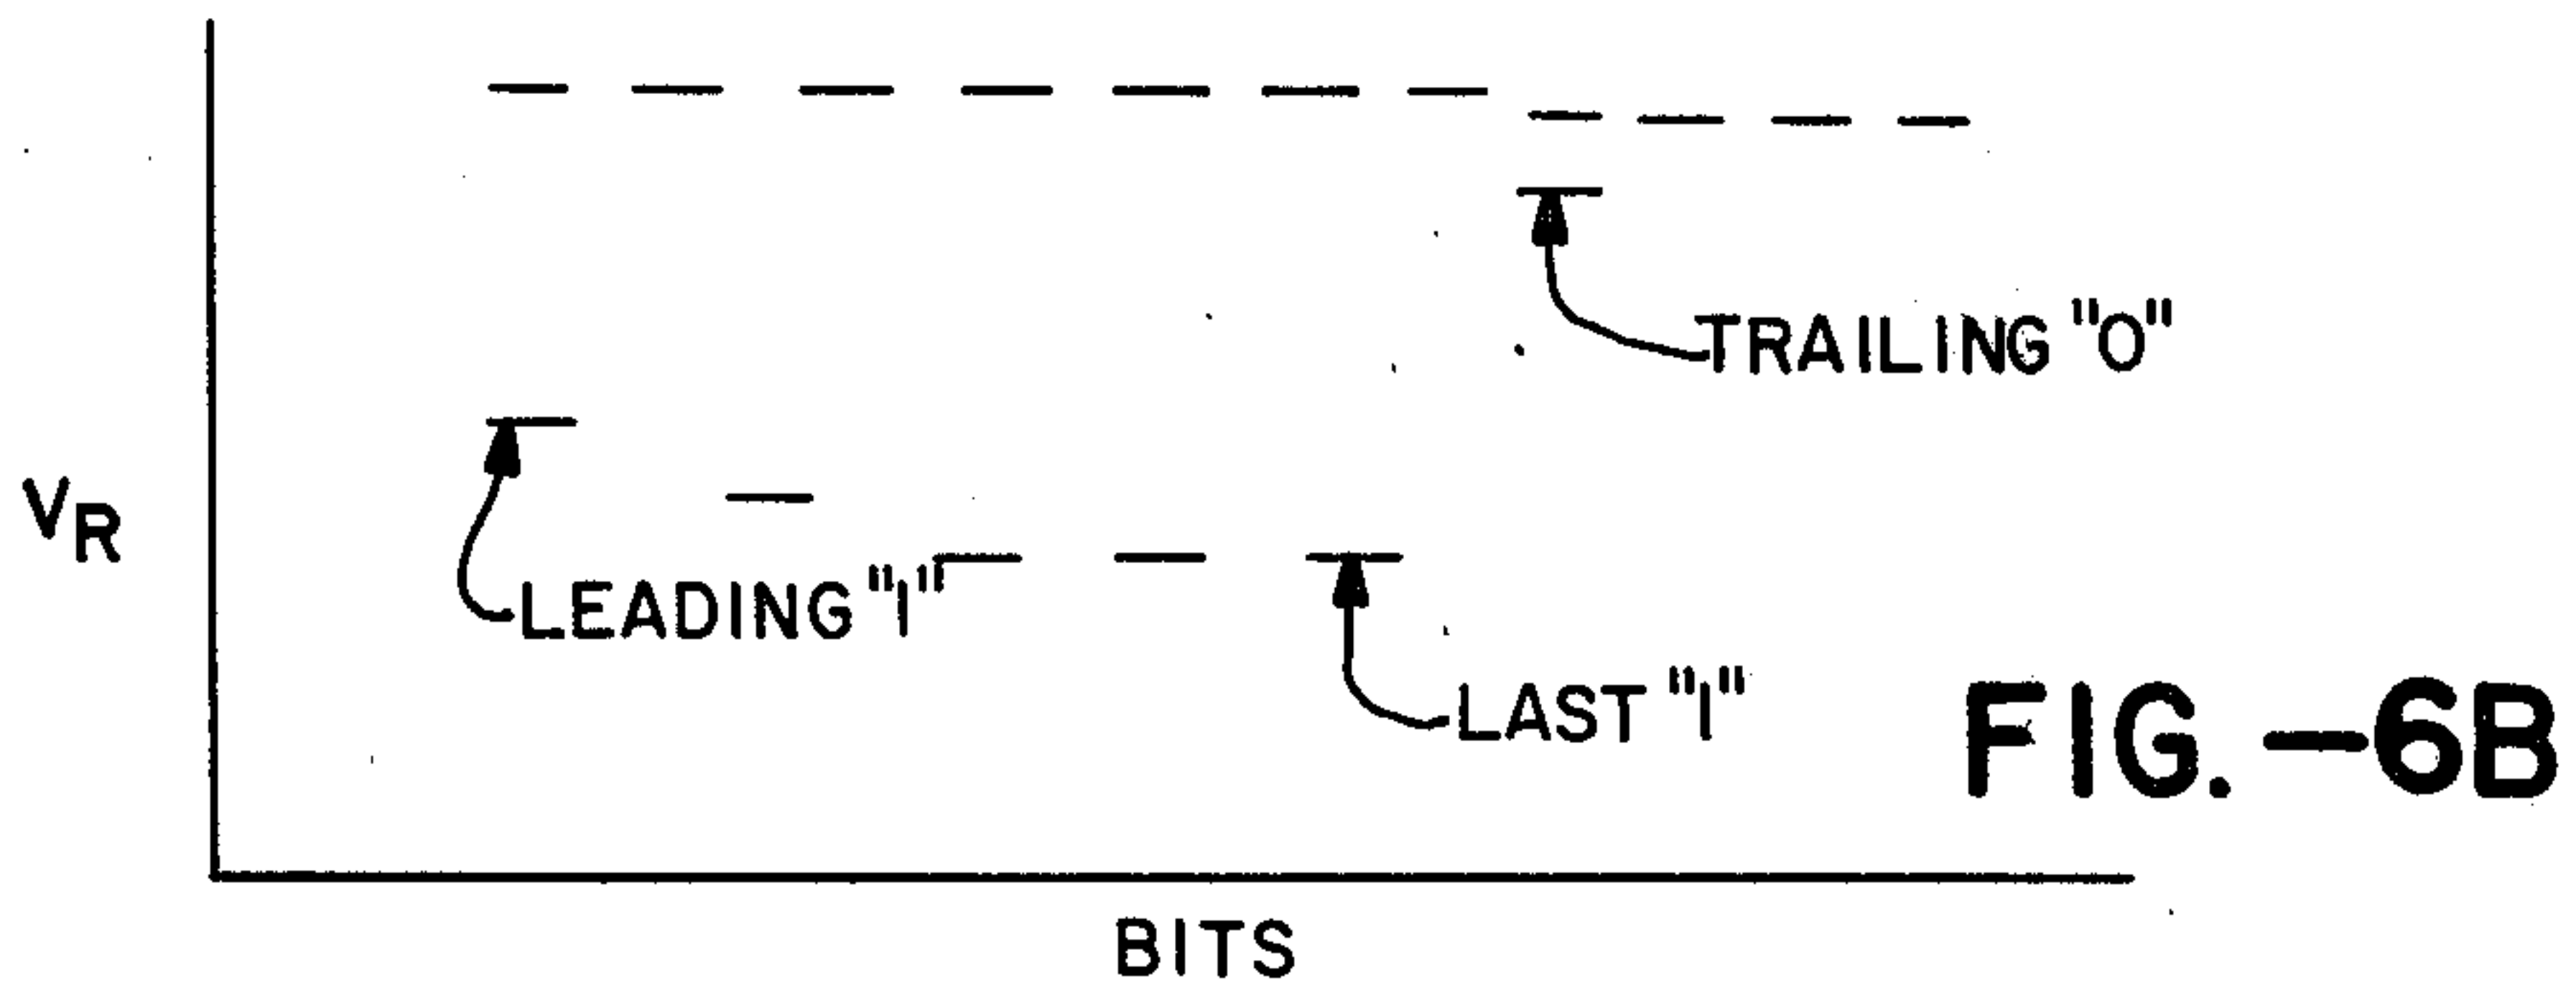 TRAILING "0"
VR
LEADING "1"
LAST "1"
FIG.-6B
BITS